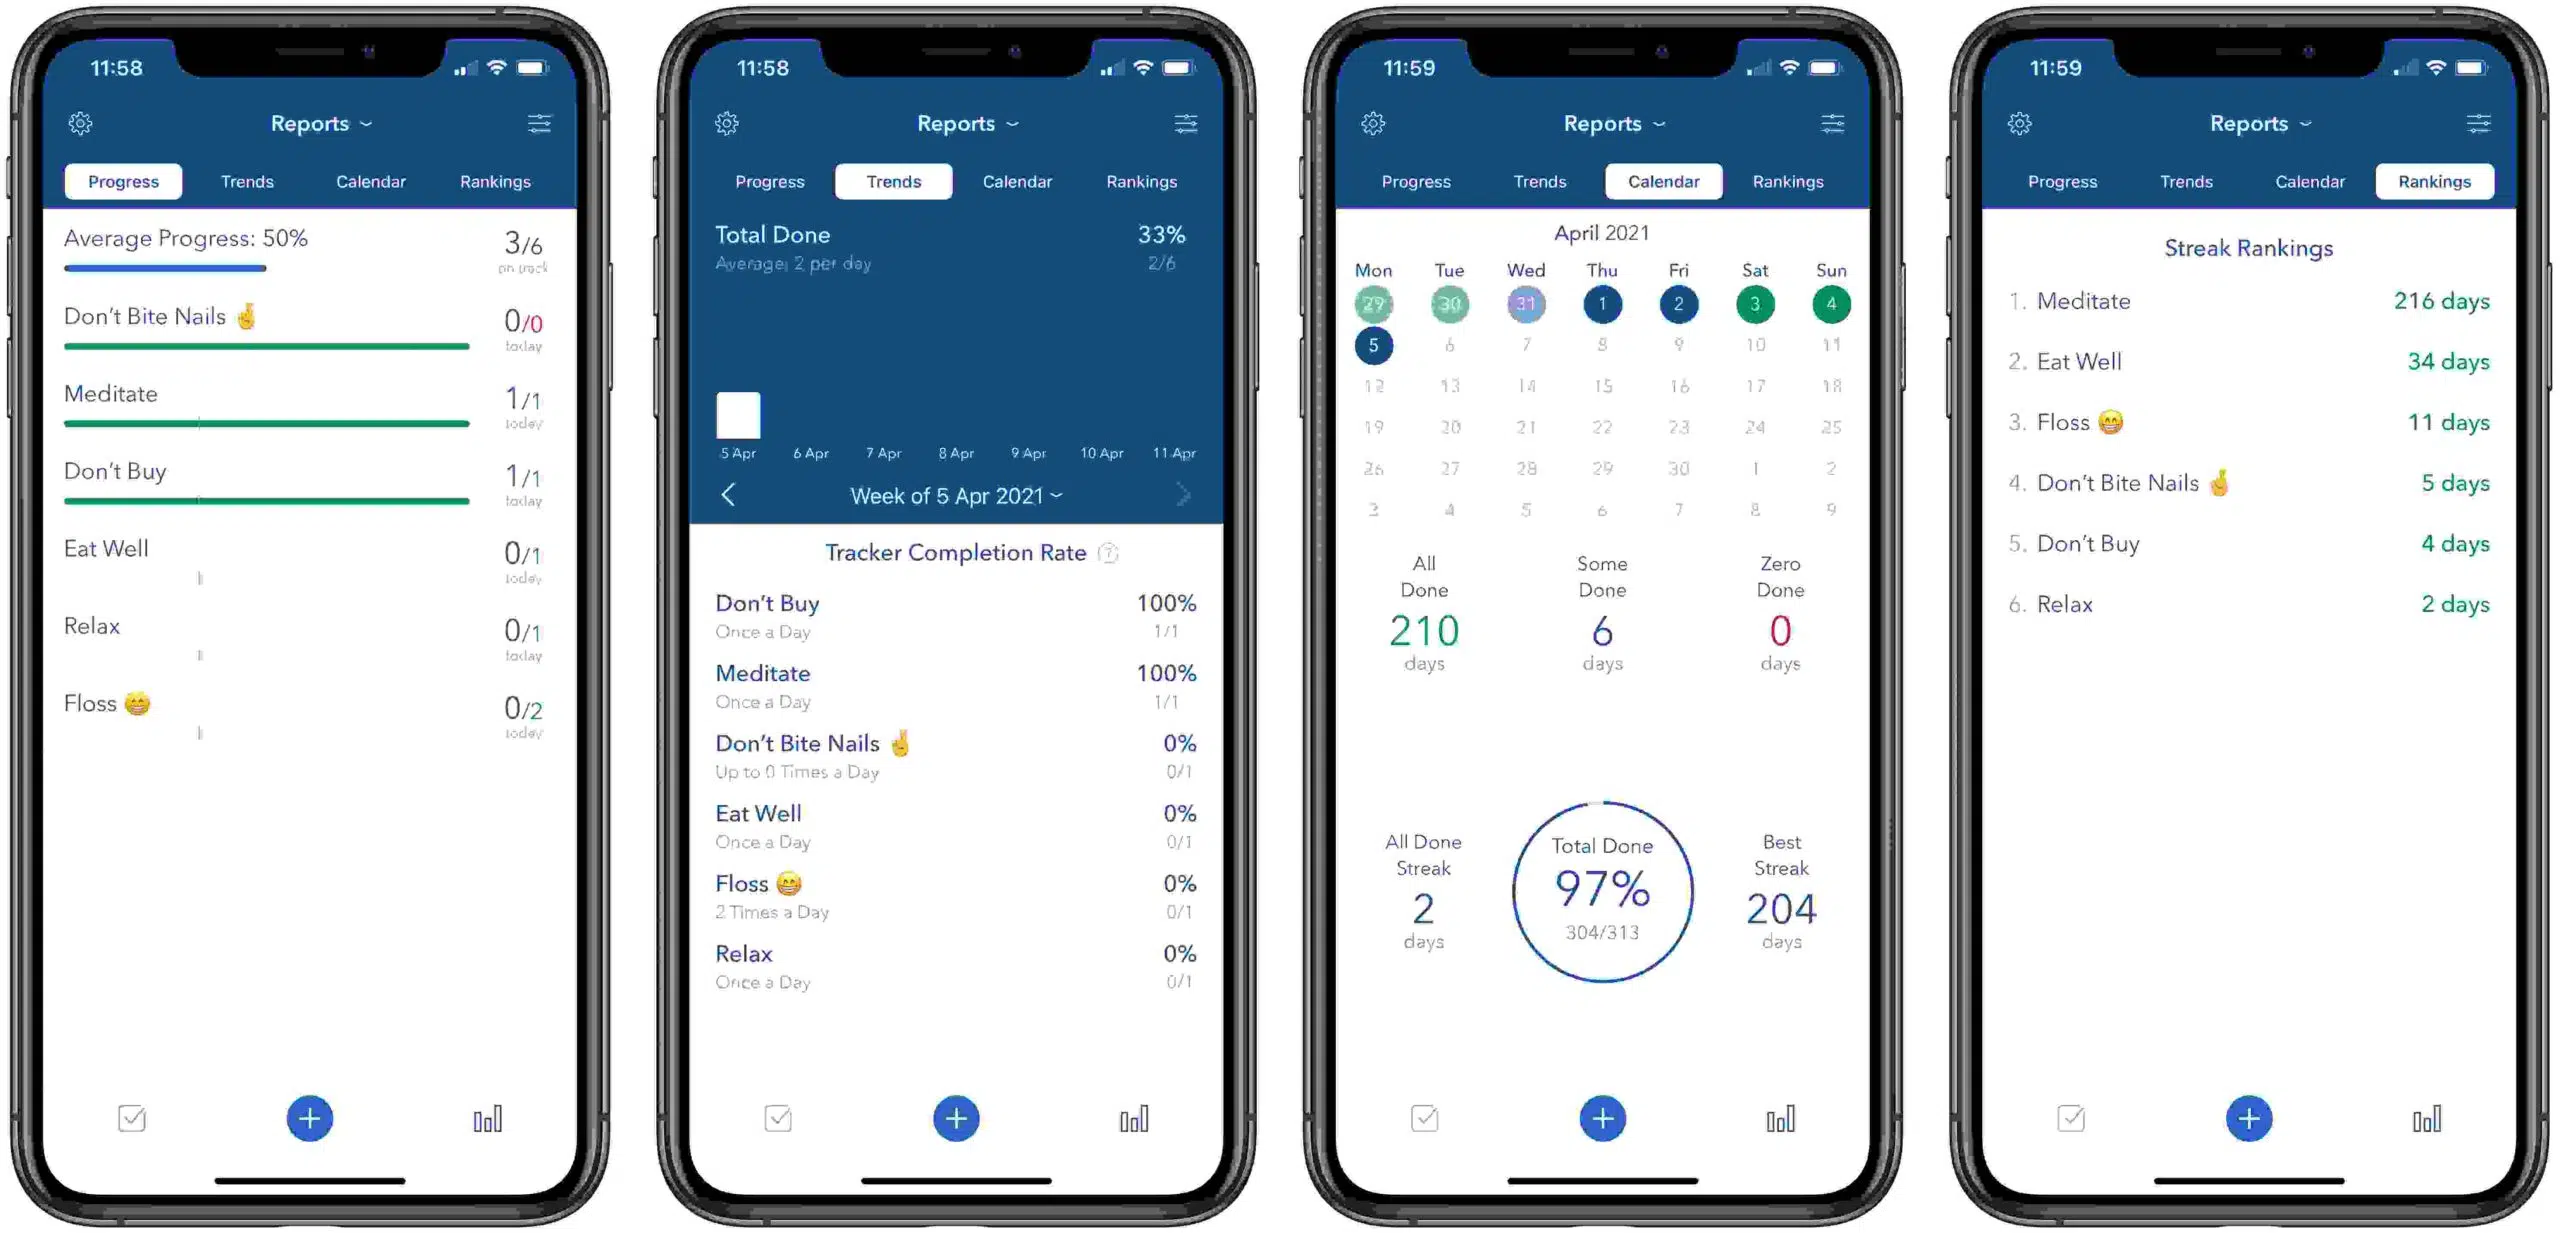 11:58
Reports
Progress Trends Calendar Rankings
Average Progress: 50% 3/6
on track
Don't Bite Nails 🤞 0/0
today
Meditate 1/1
today
Don't Buy 1/1
today
Eat Well 0/1
today
Relax 0/1
today
Floss 😁 0/2
today
11:58
Reports
Progress Trends Calendar Rankings
Total Done 33%
Average: 2 per day 2/6
5 Apr 6 Apr 7 Apr 8 Apr 9 Apr 10 Apr 11 Apr
Week of 5 Apr 2021
Tracker Completion Rate ?
Don't Buy 100%
Once a Day 1/1
Meditate 100%
Once a Day 1/1
Don't Bite Nails 🤞 0%
Up to 0 Times a Day 0/1
Eat Well 0%
Once a Day 0/1
Floss 😁 0%
2 Times a Day 0/1
Relax 0%
Once a Day 0/1
11:59
Reports
Progress Trends Calendar Rankings
April 2021
Mon Tue Wed Thu Fri Sat Sun
29 30 31 1 2 3 4
5 6 7 8 9 10 11
12 13 14 15 16 17 18
19 20 21 22 23 24 25
26 27 28 29 30 1 2
3 4 5 6 7 8 9
All Some Zero
Done Done Done
210 6 0
days days days
All Done Total Done Best
Streak 97% Streak
2 304/313 204
days days
11:59
Reports
Progress Trends Calendar Rankings
Streak Rankings
1. Meditate 216 days
2. Eat Well 34 days
3. Floss 😁 11 days
4. Don't Bite Nails 🤞 5 days
5. Don't Buy 4 days
6. Relax 2 days